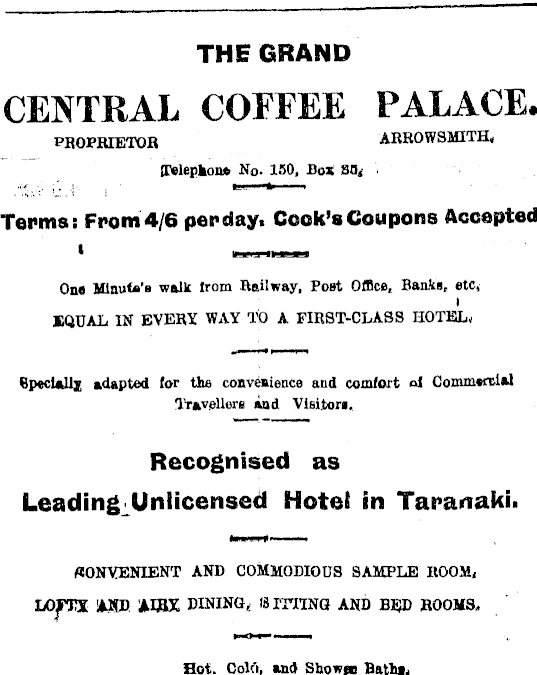 THE GRAND
CENTRAL COFFEE PALACE.
PROPRIETOR ARROWSMITH,
Telephone No. 150, Box 35,
Terms: From 4/6 per day. Cook's Coupons Accepted
One Minute's walk from Railway, Post Office, Banks, etc,
EQUAL IN EVERY WAY TO A FIRST-CLASS HOTEL,
Specially adapted for the convenience and comfort of Commercial
Travellers and Visitors.
Recognised as
Leading Unlicensed Hotel in Taranaki.
CONVENIENT AND COMMODIOUS SAMPLE ROOM,
LOFTY AND AIRY DINING, SITTING AND BED ROOMS.
Hot, Cold, and Shower Baths,